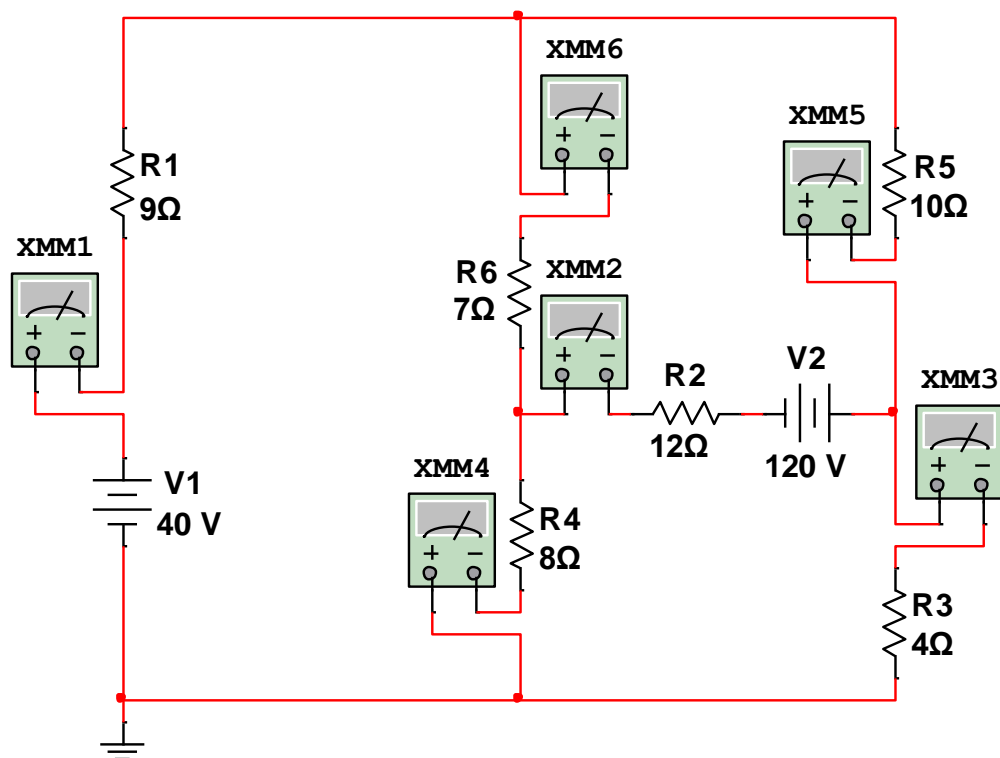 XMM6
XMM5
+ −
R1
9Ω
+ −
R5
10Ω
XMM1
R6
7Ω
XMM2
+ −
+ −
R2
12Ω
V2
120 V
XMM3
+ −
V1
40 V
XMM4
+ −
R4
8Ω
R3
4Ω